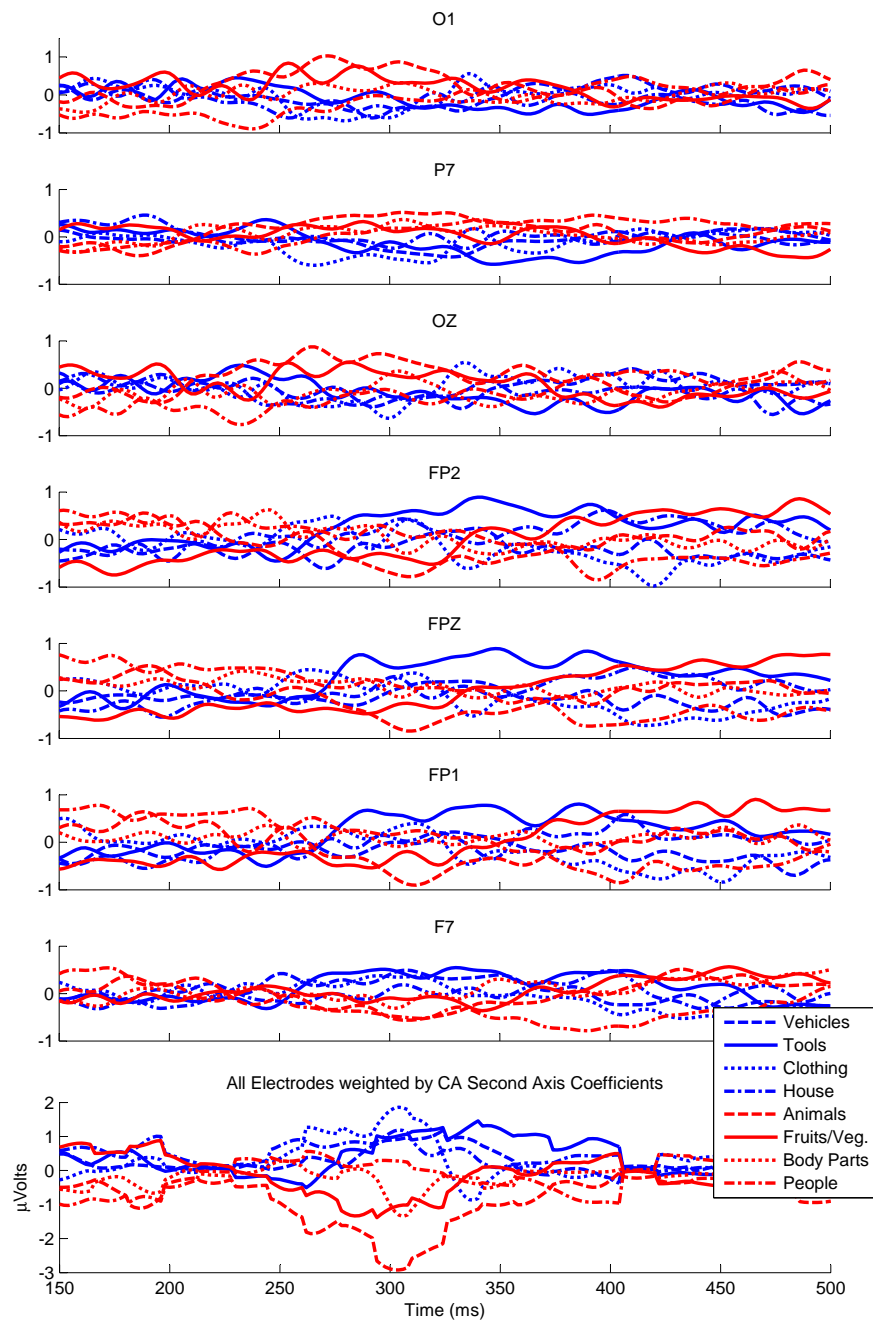 O1
1
0
-1
P7
1
0
-1
OZ
1
0
-1
FP2
1
0
-1
FPZ
1
0
-1
FP1
1
0
-1
F7
1
0
-1
Vehicles
Tools
Clothing
House
Animals
Fruits/Veg.
Body Parts
People
All Electrodes weighted by CA Second Axis Coefficients
2
1
0
-1
-2
-3
µVolts
150 200 250 300 350 400 450 500
Time (ms)